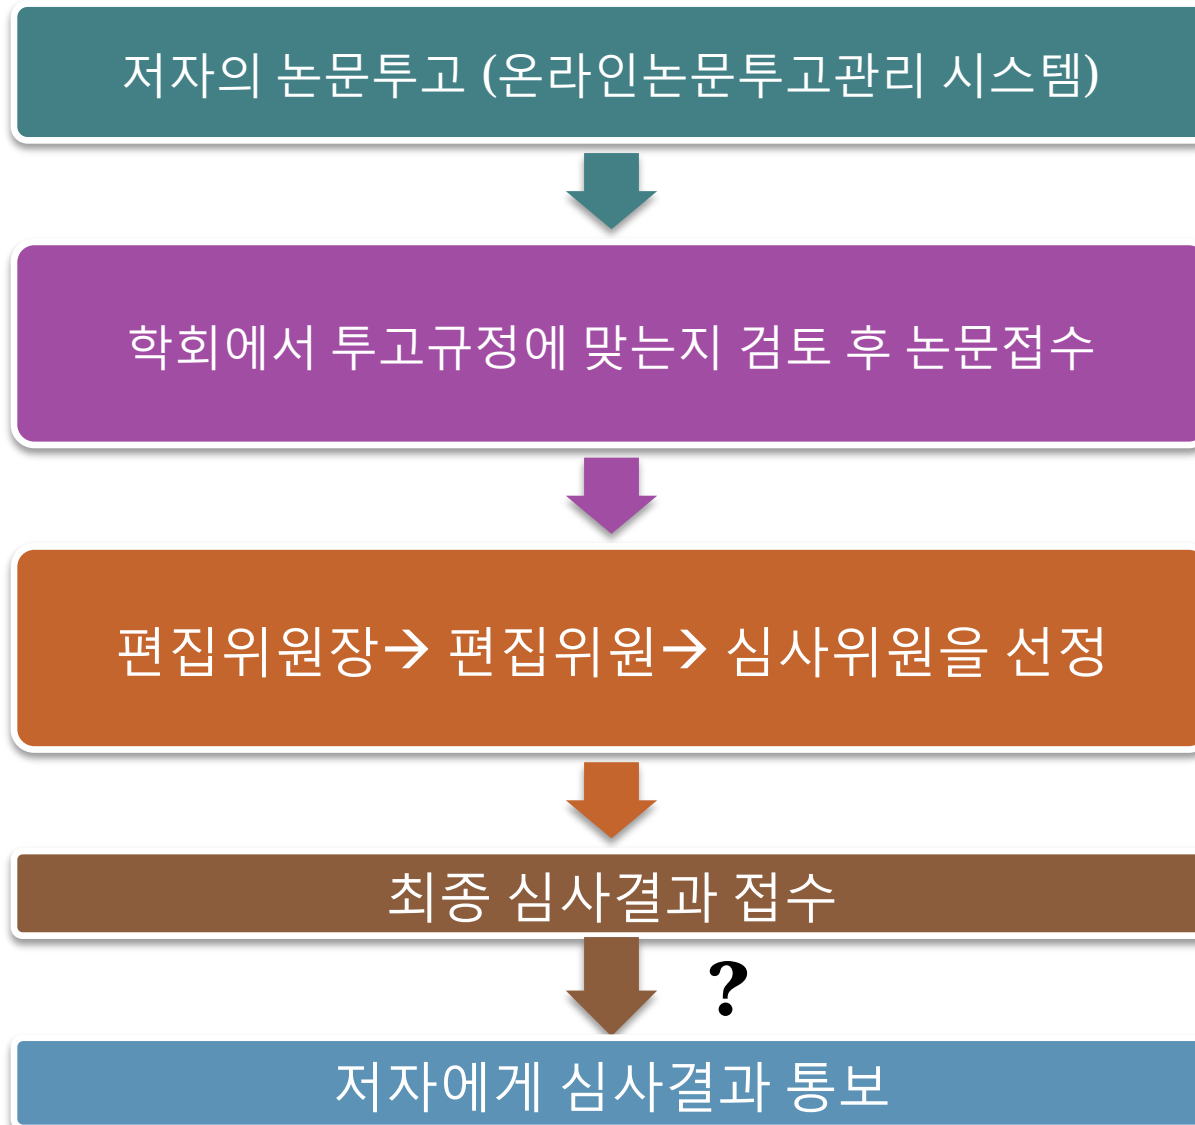 저자의 논문투고 (온라인논문투고관리 시스템)
학회에서 투고규정에 맞는지 검토 후 논문접수
편집위원장→ 편집위원→ 심사위원을 선정
최종 심사결과 접수
?
저자에게 심사결과 통보